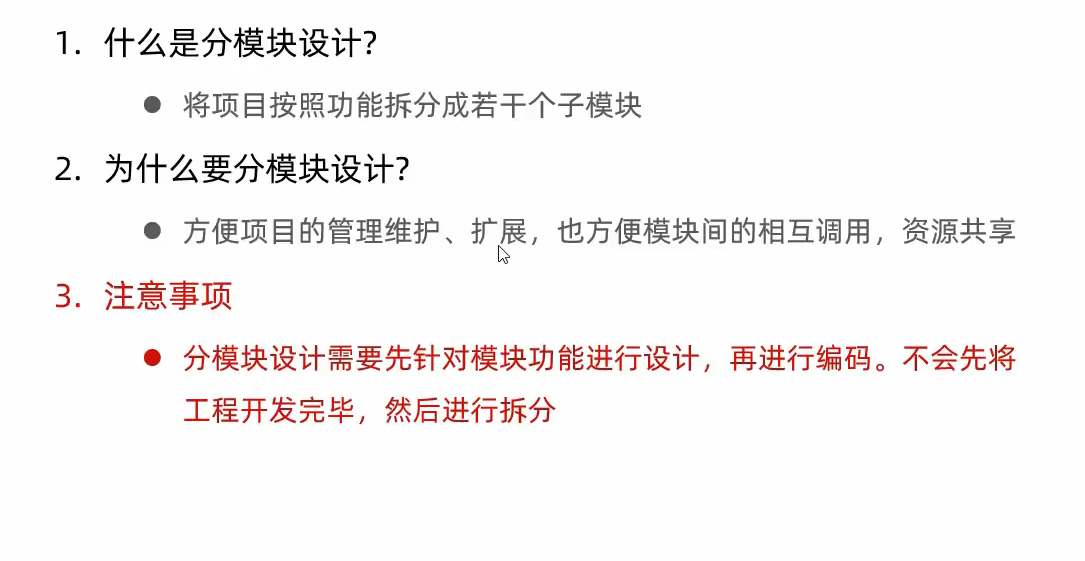 1. 什么是分模块设计?
● 将项目按照功能拆分成若干个子模块
2. 为什么要分模块设计?
● 方便项目的管理维护、扩展，也方便模块间的相互调用，资源共享
3. 注意事项
● 分模块设计需要先针对模块功能进行设计，再进行编码。不会先将
工程开发完毕，然后进行拆分